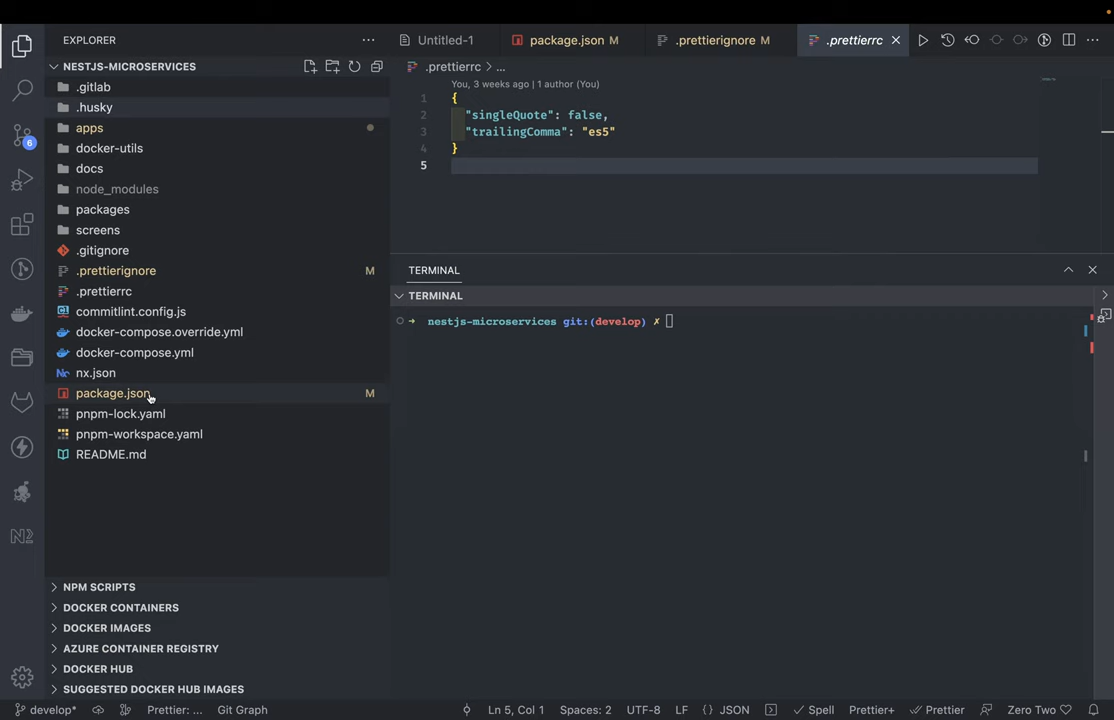 EXPLORER
NESTJS-MICROSERVICES
.gitlab
.husky
apps
docker-utils
docs
node_modules
packages
screens
.gitignore
.prettierignore M
.prettierrc
commitlint.config.js
docker-compose.override.yml
docker-compose.yml
nx.json
package.json M
pnpm-lock.yaml
pnpm-workspace.yaml
README.md
NPM SCRIPTS
DOCKER CONTAINERS
DOCKER IMAGES
AZURE CONTAINER REGISTRY
DOCKER HUB
SUGGESTED DOCKER HUB IMAGES
6
Untitled-1 package.json M .prettierignore M .prettierrc
.prettierrc > ...
You, 3 weeks ago | 1 author (You)
1 {
2 "singleQuote": false,
3 "trailingComma": "es5"
4 }
5
TERMINAL
TERMINAL
nestjs-microservices git:(develop) ✗
develop* Prettier: ... Git Graph Ln 5, Col 1 Spaces: 2 UTF-8 LF {} JSON Spell Prettier+ Prettier Zero Two